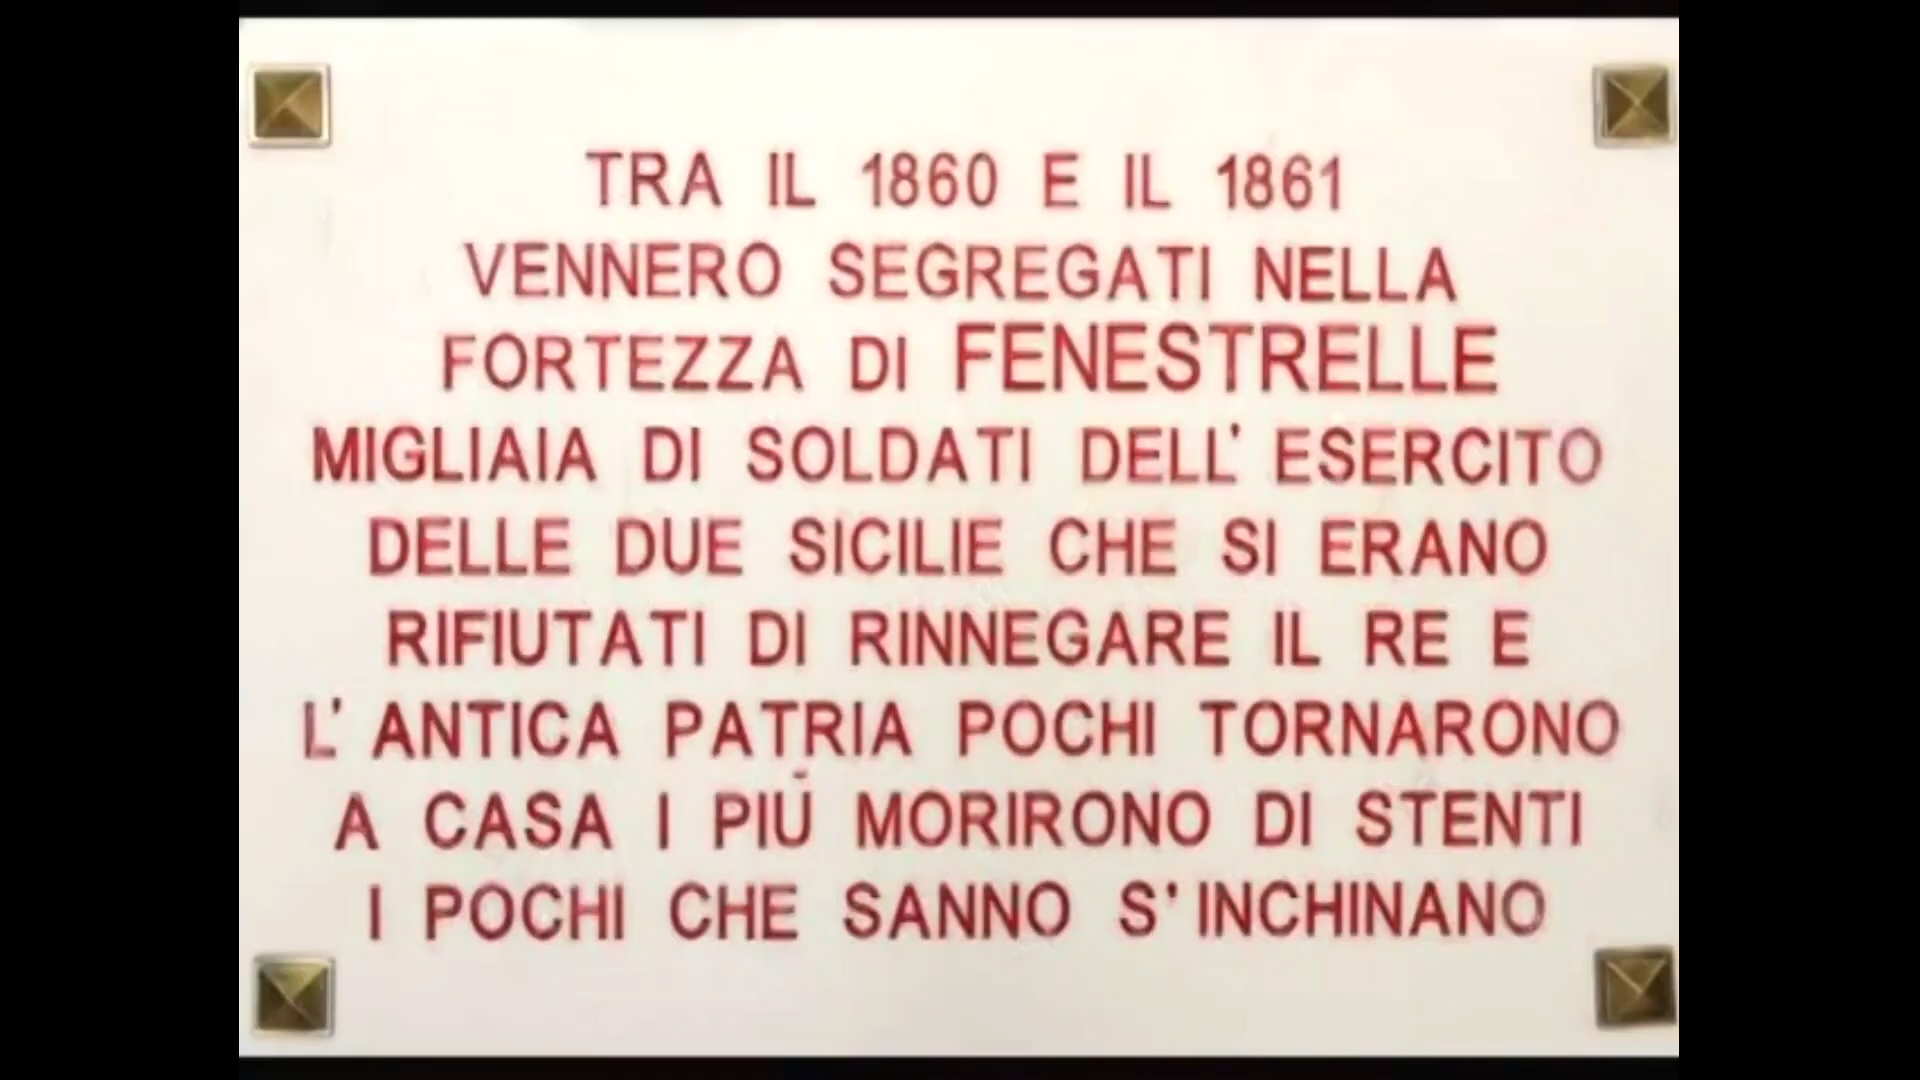 TRA IL 1860 E IL 1861
VENNERO SEGREGATI NELLA
FORTEZZA DI FENESTRELLE
MIGLIAIA DI SOLDATI DELL' ESERCITO
DELLE DUE SICILIE CHE SI ERANO
RIFIUTATI DI RINNEGARE IL RE E
L' ANTICA PATRIA POCHI TORNARONO
A CASA I PIÚ MORIRONO DI STENTI
I POCHI CHE SANNO S' INCHINANO